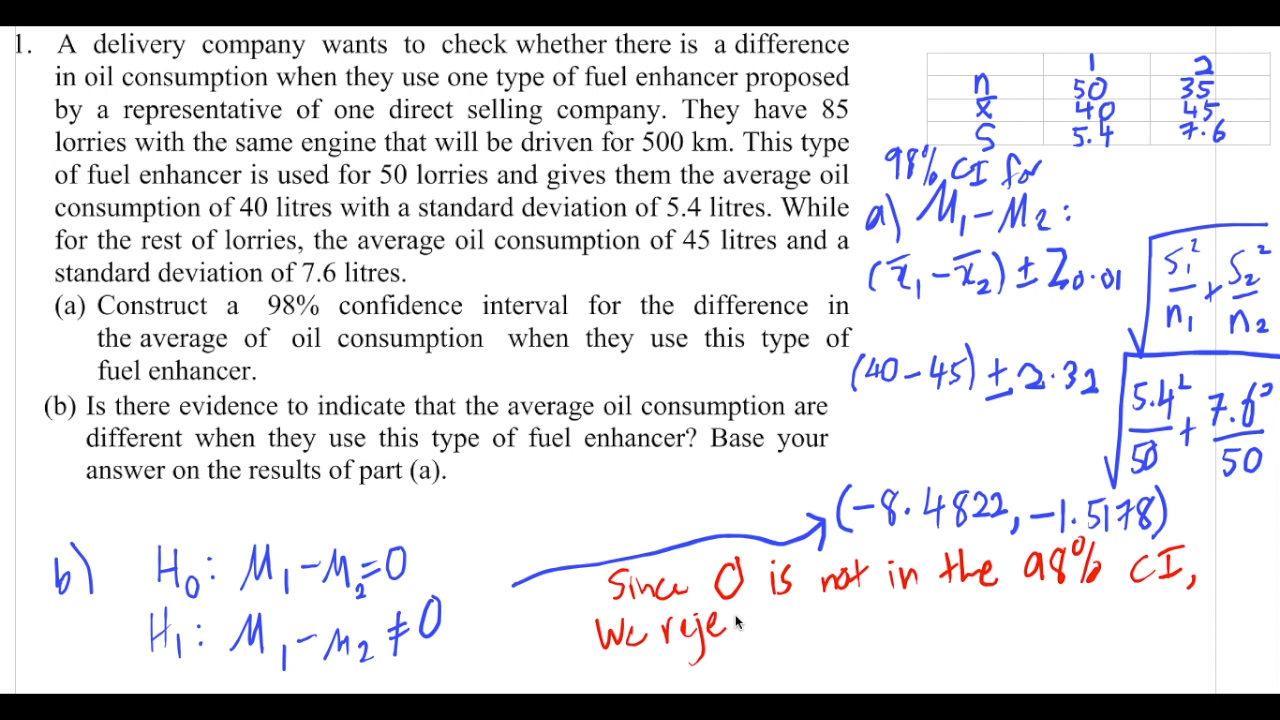 1. A delivery company wants to check whether there is a difference
in oil consumption when they use one type of fuel enhancer proposed
by a representative of one direct selling company. They have 85
lorries with the same engine that will be driven for 500 km. This type
of fuel enhancer is used for 50 lorries and gives them the average oil
consumption of 40 litres with a standard deviation of 5.4 litres. While
for the rest of lorries, the average oil consumption of 45 litres and a
standard deviation of 7.6 litres.
(a) Construct a 98% confidence interval for the difference in
the average of oil consumption when they use this type of
fuel enhancer.
(b) Is there evidence to indicate that the average oil consumption are
different when they use this type of fuel enhancer? Base your
answer on the results of part (a).
1 2
n 50 35
x̄ 40 45
S 5.4 7.6
98% CI for
a) M₁-M₂:
(x̄₁-x̄₂) ± Z₀.₀₁ √(S₁²/n₁ + S₂²/n₂)
(40-45) ± 2.32 √(5.4²/50 + 7.6²/50)
(-8.4822, -1.5178)
b) H₀: M₁-M₂=0
H₁: M₁-M₂≠0
Since 0 is not in the 98% CI,
We reje